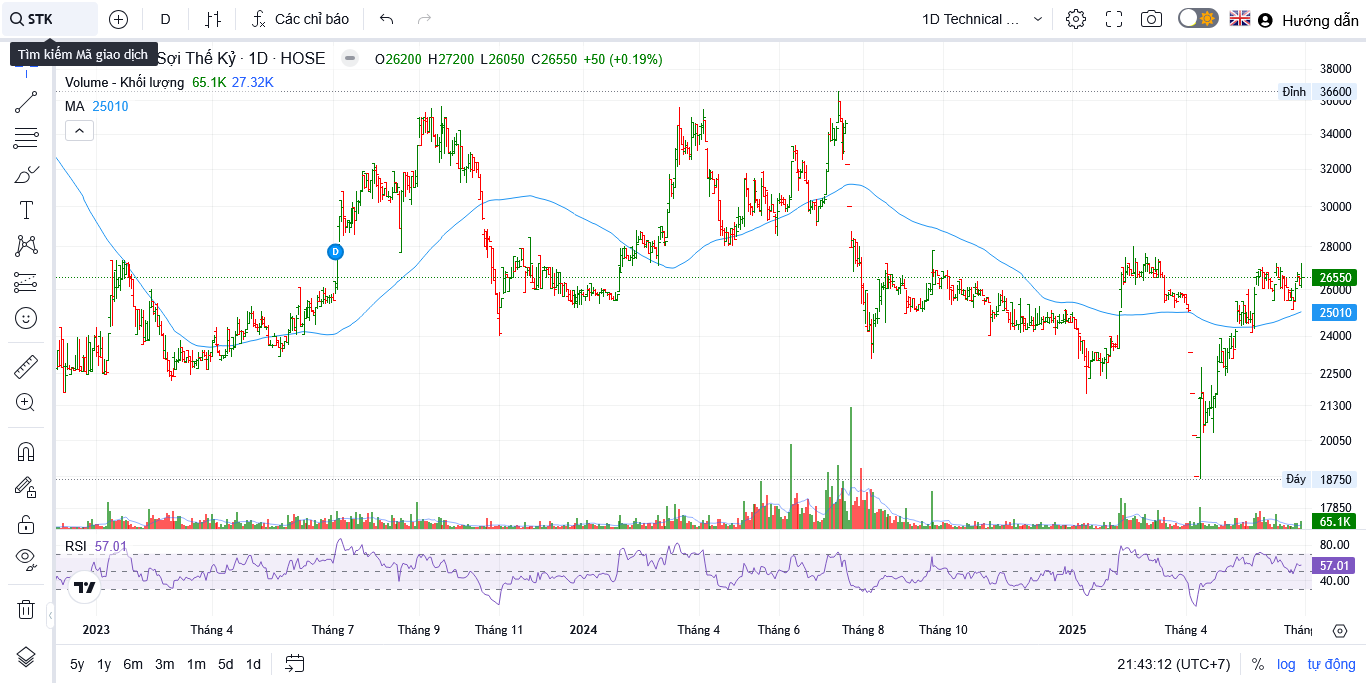 STK
D
Các chỉ báo
1D Technical ...
Hướng dẫn
Tìm kiếm Mã giao dịch
Sợi Thế Kỷ · 1D · HOSE
O26200 H27200 L26050 C26550 +50 (+0.19%)
Volume - Khối lượng 65.1K 27.32K
MA 25010
38000
Đỉnh 36600
36000
34000
32000
30000
28000
D
26550
26000
25010
24000
22500
21300
20050
Đáy 18750
17850
65.1K
RSI 57.01
80.00
57.01
40.00
2023 Tháng 4 Tháng 7 Tháng 9 Tháng 11 2024 Tháng 4 Tháng 6 Tháng 8 Tháng 10 2025 Tháng 4
5y 1y 6m 3m 1m 5d 1d
21:43:12 (UTC+7) % log tự động